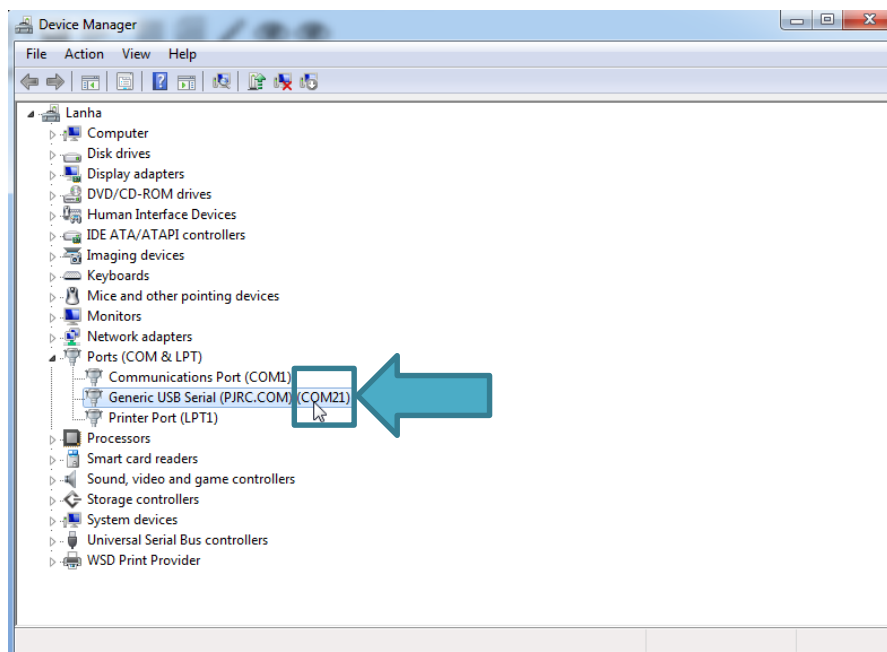 Device Manager
File Action View Help
Lanha
Computer
Disk drives
Display adapters
DVD/CD-ROM drives
Human Interface Devices
IDE ATA/ATAPI controllers
Imaging devices
Keyboards
Mice and other pointing devices
Monitors
Network adapters
Ports (COM & LPT)
Communications Port (COM1)
Generic USB Serial (PJRC.COM) (COM21)
Printer Port (LPT1)
Processors
Smart card readers
Sound, video and game controllers
Storage controllers
System devices
Universal Serial Bus controllers
WSD Print Provider